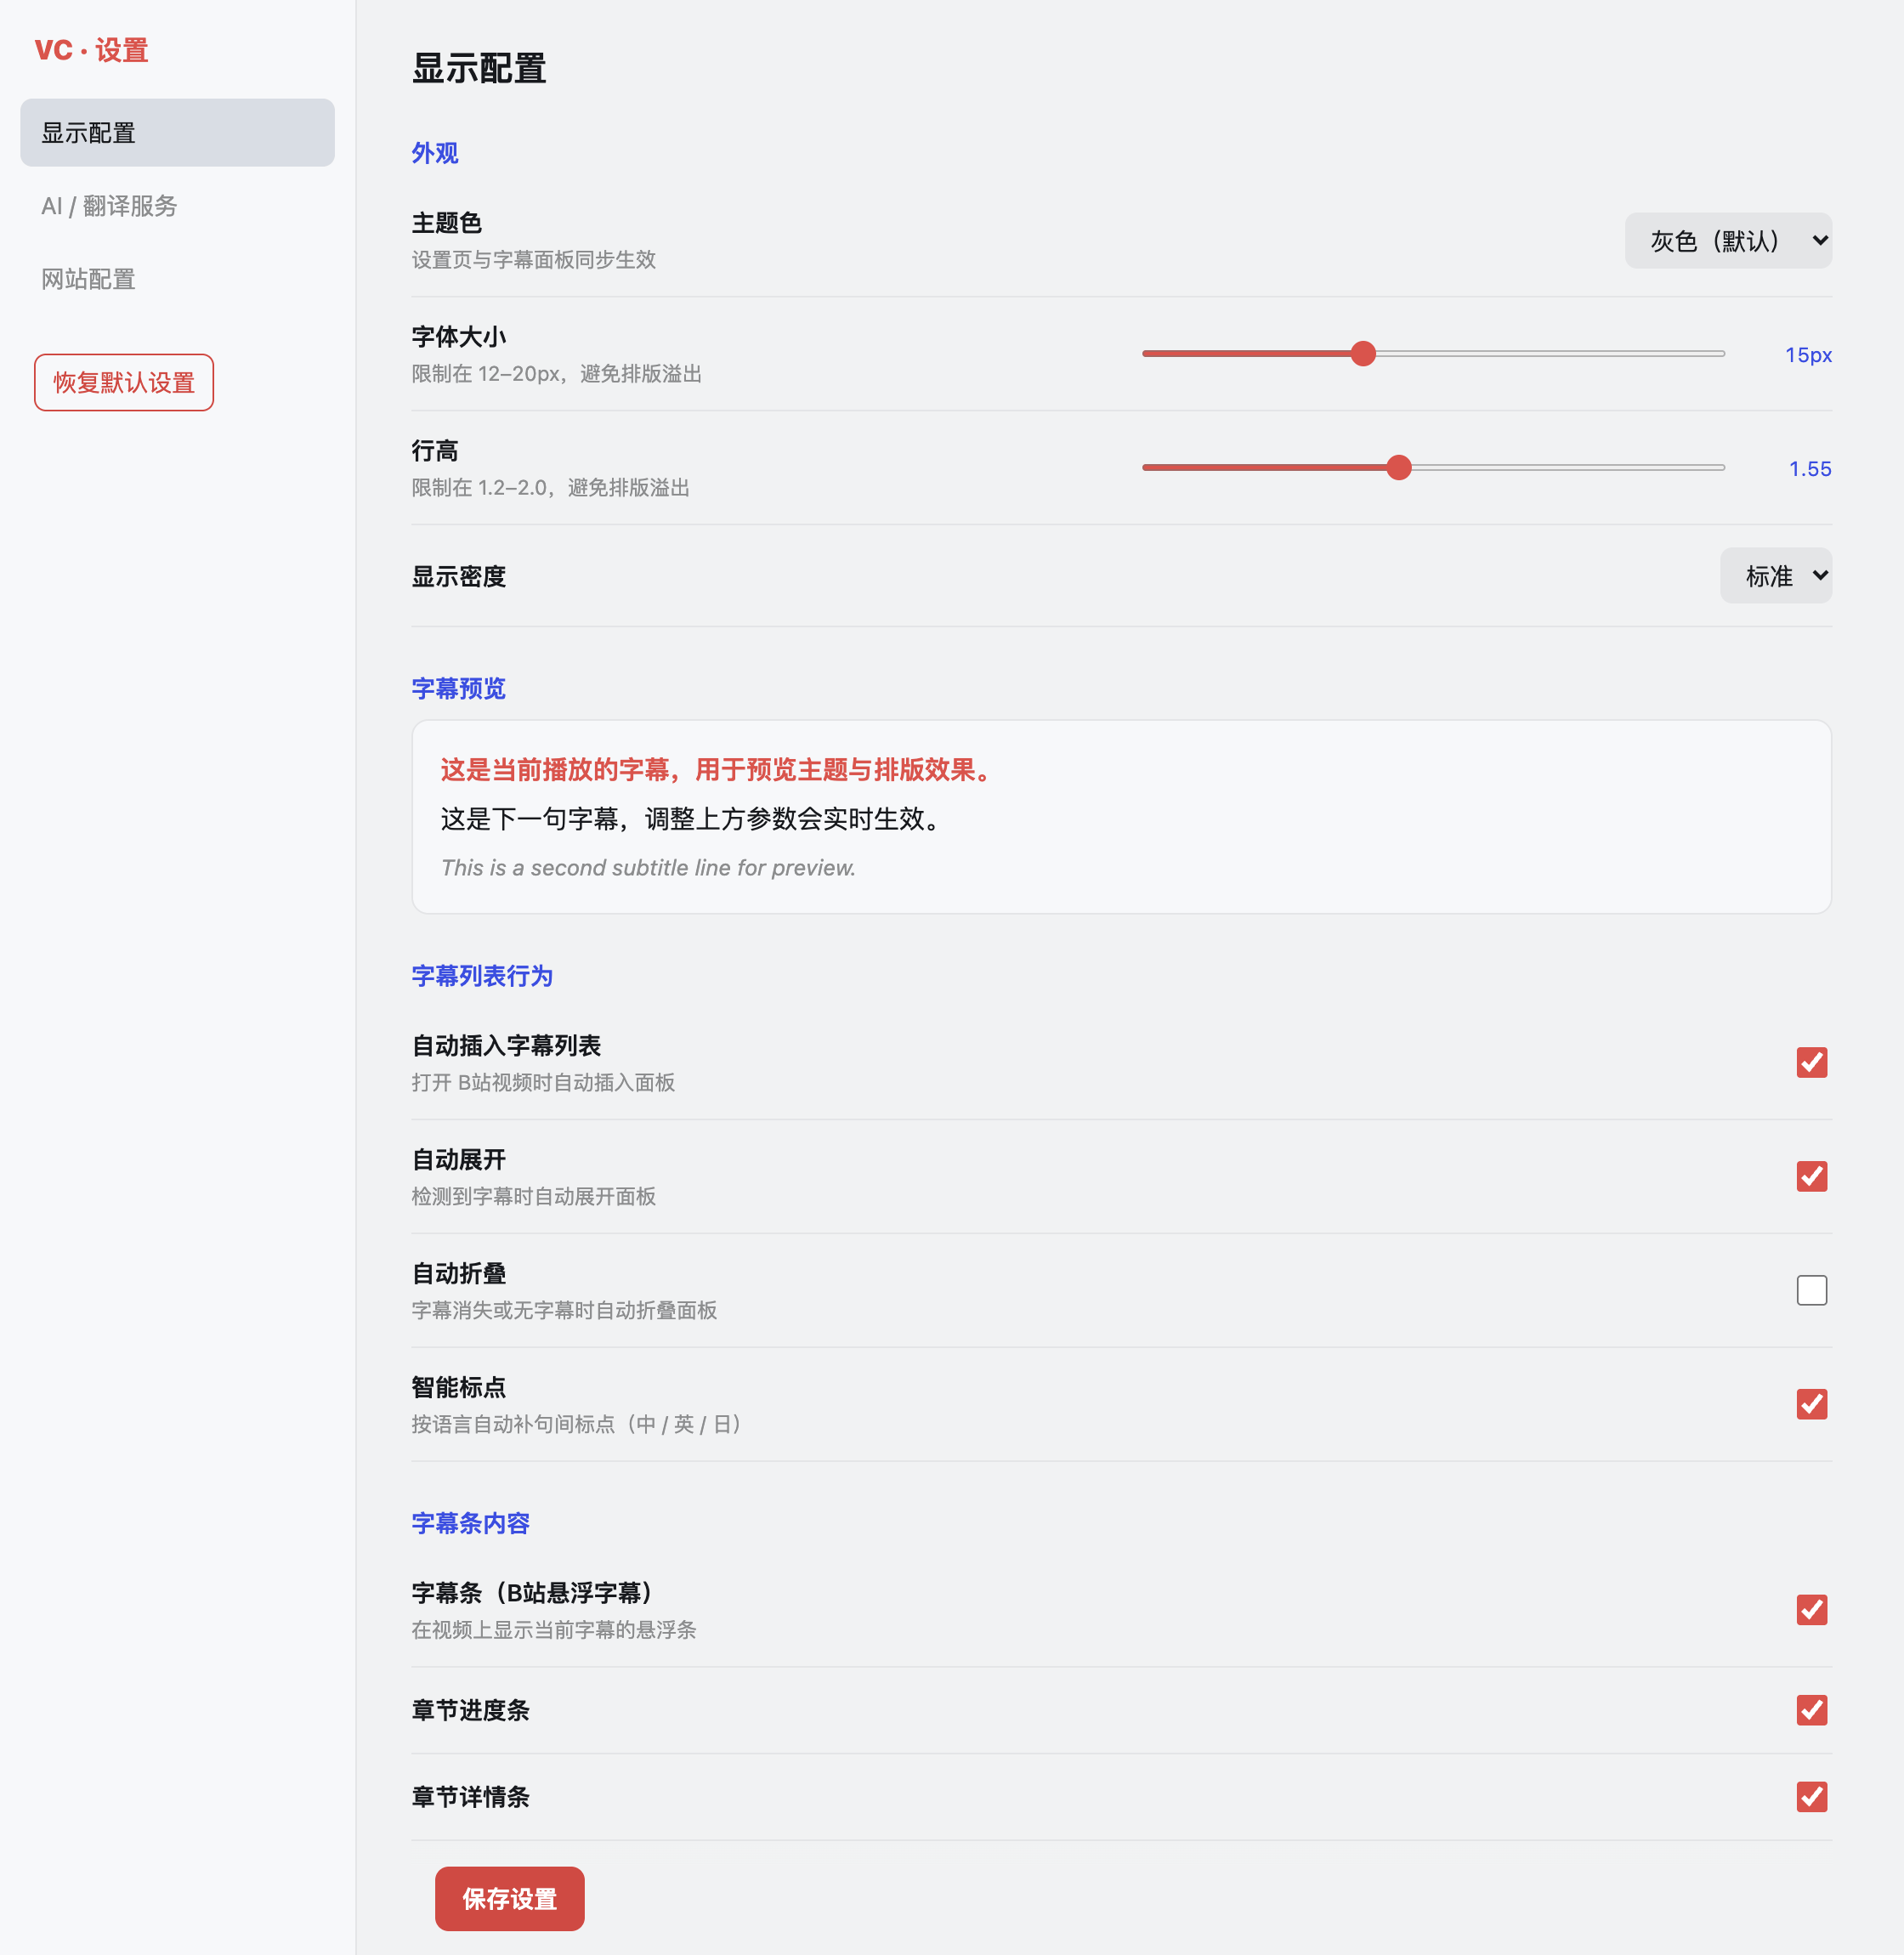 VC · 设置
显示配置
AI / 翻译服务
网站配置
恢复默认设置
显示配置
外观
主题色
设置页与字幕面板同步生效
灰色（默认）
字体大小
限制在 12–20px，避免排版溢出
15px
行高
限制在 1.2–2.0，避免排版溢出
1.55
显示密度
标准
字幕预览
这是当前播放的字幕，用于预览主题与排版效果。
这是下一句字幕，调整上方参数会实时生效。
This is a second subtitle line for preview.
字幕列表行为
自动插入字幕列表
打开 B站视频时自动插入面板
自动展开
检测到字幕时自动展开面板
自动折叠
字幕消失或无字幕时自动折叠面板
智能标点
按语言自动补句间标点（中 / 英 / 日）
字幕条内容
字幕条（B站悬浮字幕）
在视频上显示当前字幕的悬浮条
章节进度条
章节详情条
保存设置